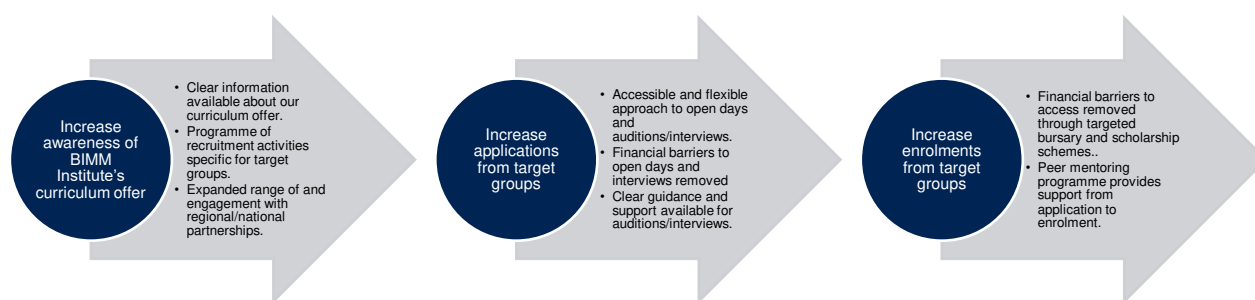 Increase
awareness of
BIMM
Institute's
curriculum offer
• Clear information
available about our
curriculum offer.
• Programme of
recruitment activities
specific for target
groups.
• Expanded range of and
engagement with
regional/national
partnerships.
Increase
applications
from target
groups
• Accessible and flexible
approach to open days
and
auditions/interviews.
• Financial barriers to
open days and
interviews removed
• Clear guidance and
support available for
auditions/interviews.
Increase
enrolments
from target
groups
• Financial barriers to
access removed
through targeted
bursary and scholarship
schemes..
• Peer mentoring
programme provides
support from
application to
enrolment.